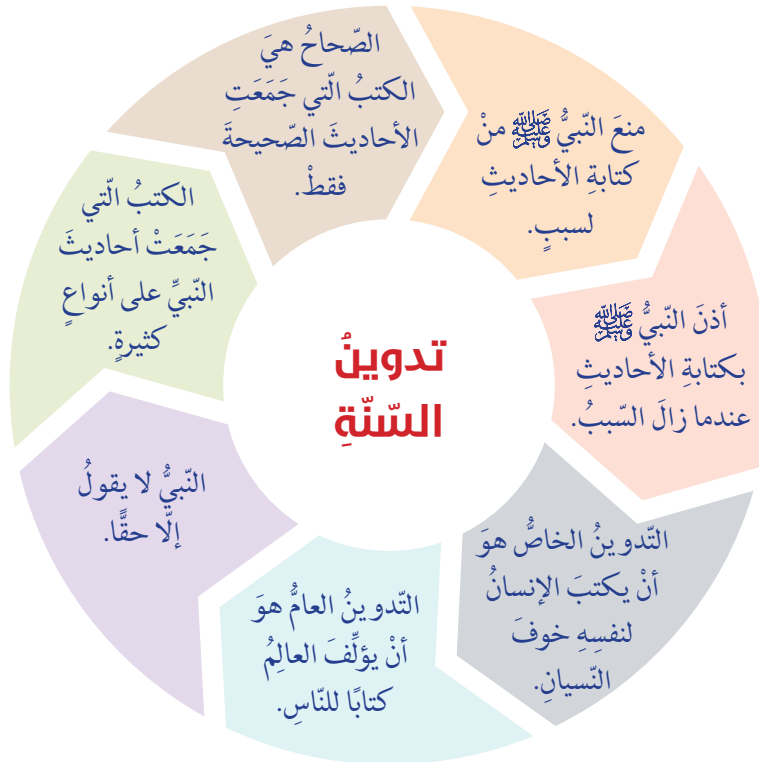 تدوينُ
السّنّةِ
منعَ النّبيُّ ﷺ منْ
كتابةِ الأحاديثِ
لسببٍ.
أذنَ النّبيُّ ﷺ
بكتابةِ الأحاديثِ
عندما زالَ السّببُ.
التّدوينُ الخاصُّ هوَ
أنْ يكتبَ الإنسانُ
لنفسِهِ خوفَ
النّسيانِ.
التّدوينُ العامُّ هوَ
أنْ يؤلِّفَ العالِمُ
كتابًا للنّاسِ.
النّبيُّ لا يقولُ
إلّا حقًّا.
الكتبُ الّتي
جَمَعَتْ أحاديثَ
النّبيِّ على أنواعٍ
كثيرةٍ.
الصّحاحُ هيَ
الكتبُ الّتي جَمَعَتِ
الأحاديثَ الصّحيحةَ
فقطْ.